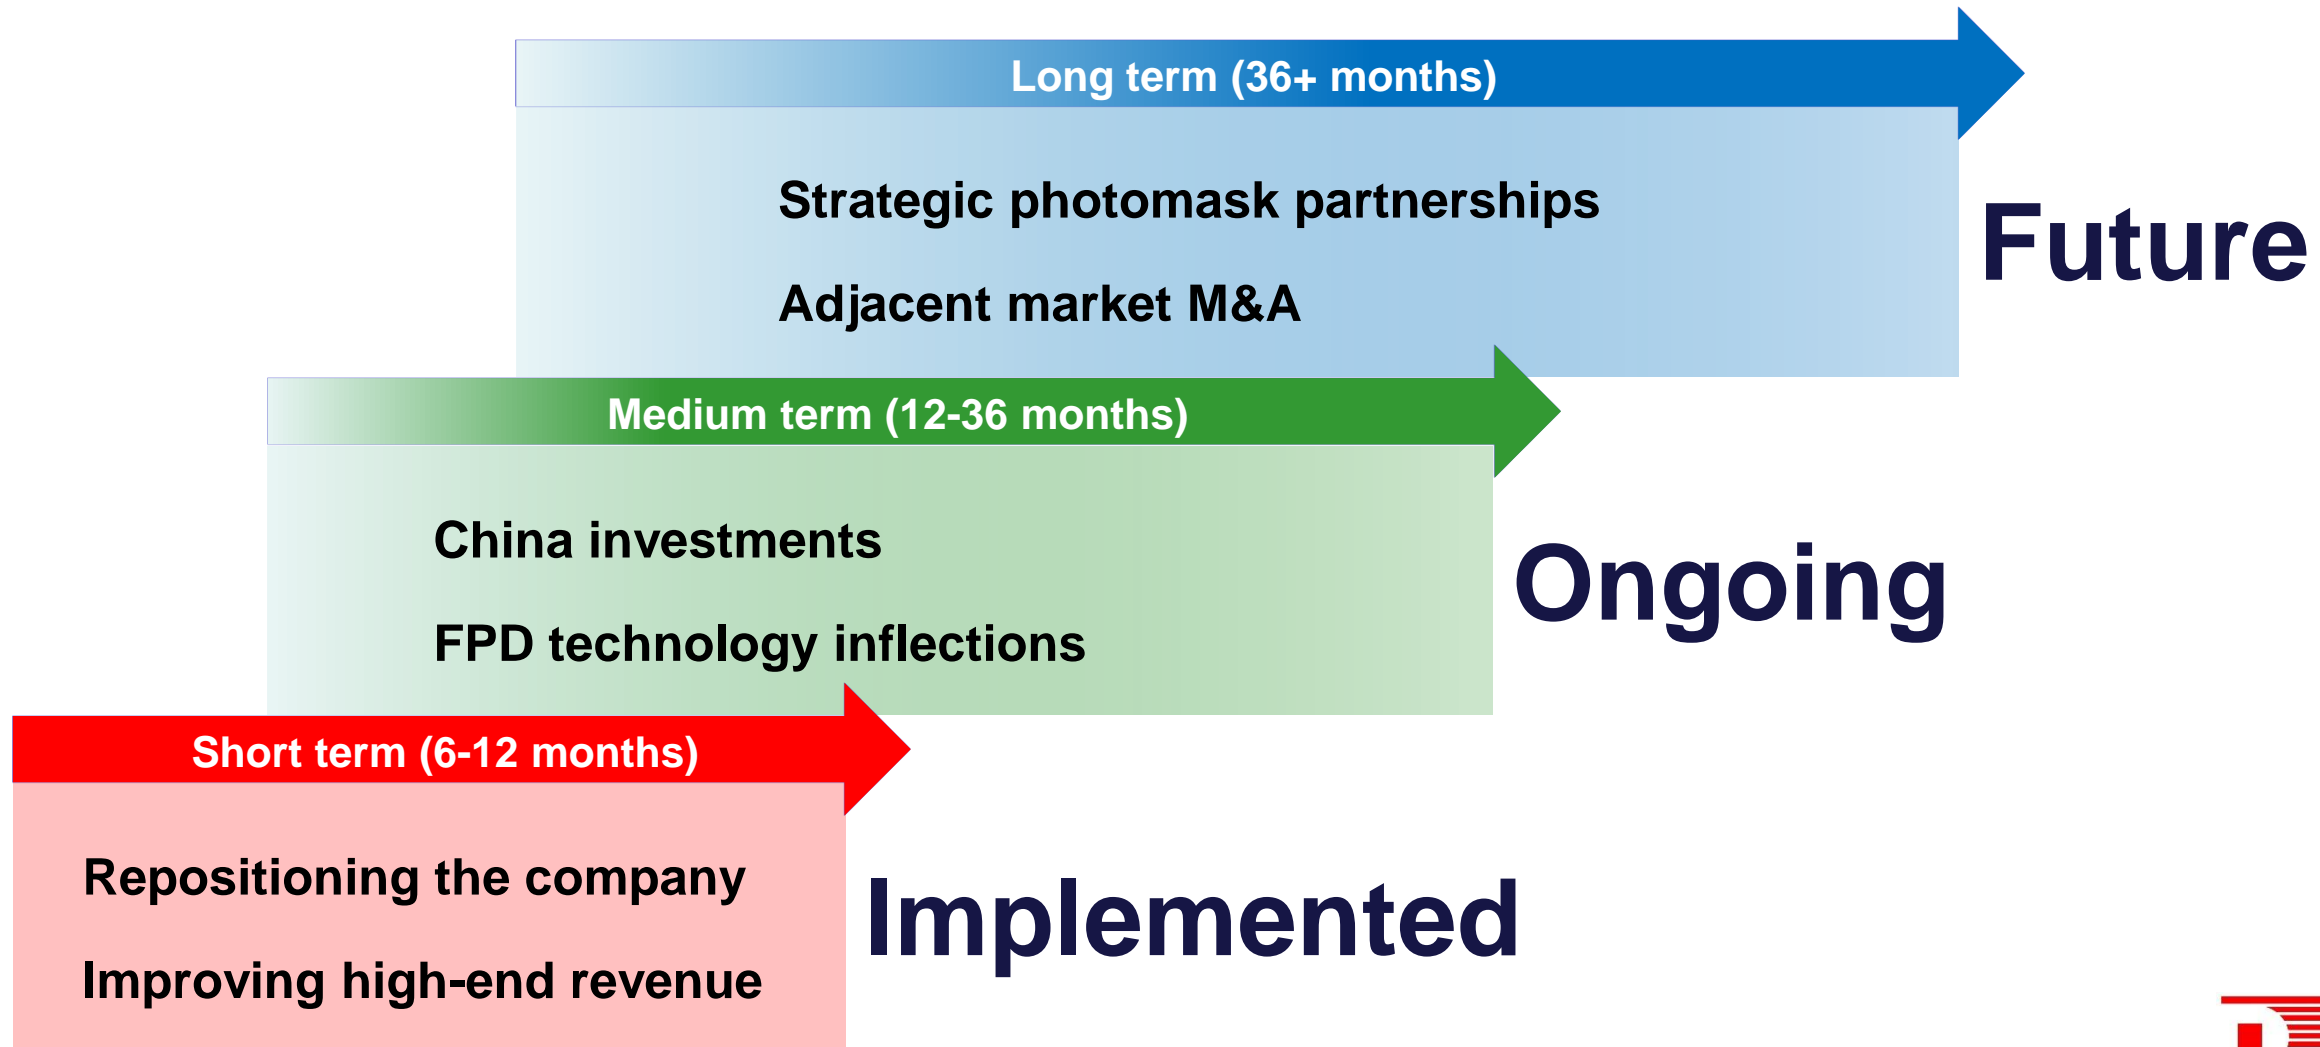 Long term (36+ months)
Strategic photomask partnerships
Adjacent market M&A
Future
Medium term (12-36 months)
China investments
FPD technology inflections
Ongoing
Short term (6-12 months)
Repositioning the company
Improving high-end revenue
Implemented